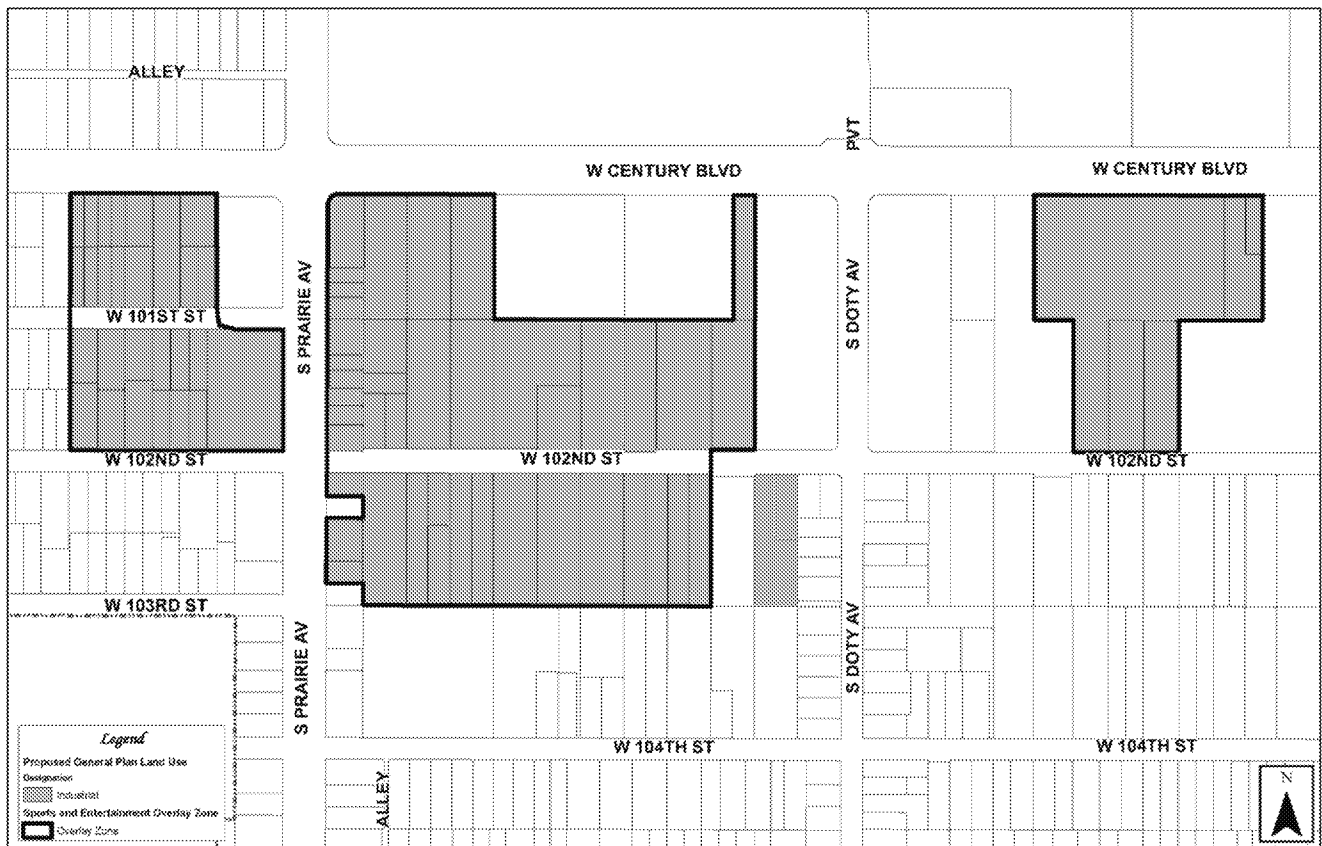 ALLEY
PVT
W CENTURY BLVD
W CENTURY BLVD
S PRAIRIE AV
S DOTY AV
W 101ST ST
W 102ND ST
W 102ND ST
W 102ND ST
W 103RD ST
S PRAIRIE AV
S DOTY AV
W 104TH ST
W 104TH ST
ALLEY
Legend
Proposed General Plan Land Use
Designation
Industrial
Sports and Entertainment Overlay Zone
Overlay Zone
N